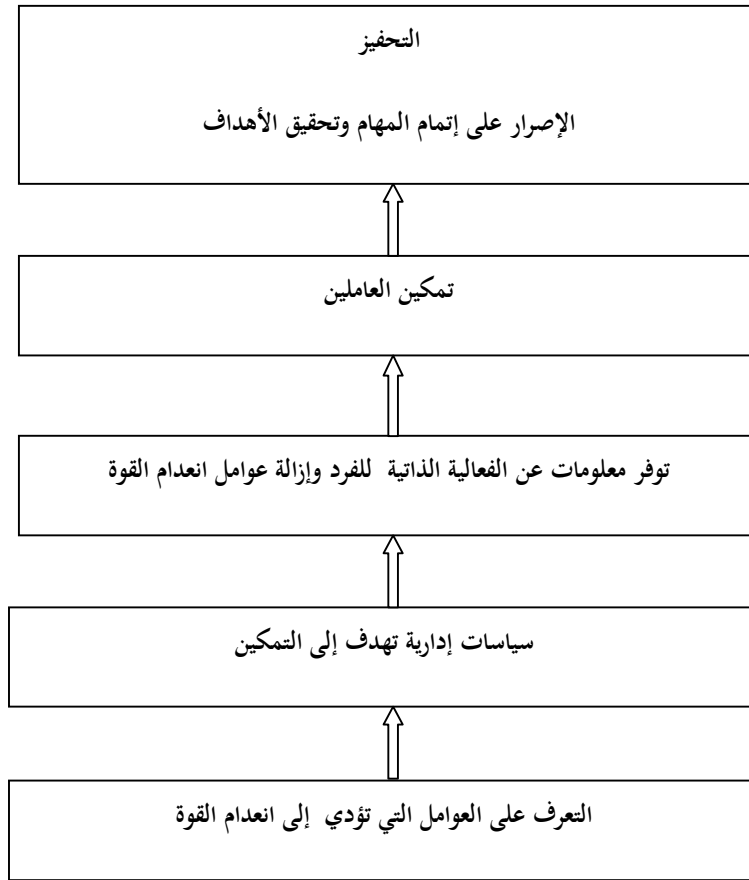 التحفيز
الإصرار على إتمام المهام وتحقيق الأهداف
تمكين العاملين
توفر معلومات عن الفعالية الذاتية للفرد وإزالة عوامل انعدام القوة
سياسات إدارية تهدف إلى التمكين
التعرف على العوامل التي تؤدي إلى انعدام القوة